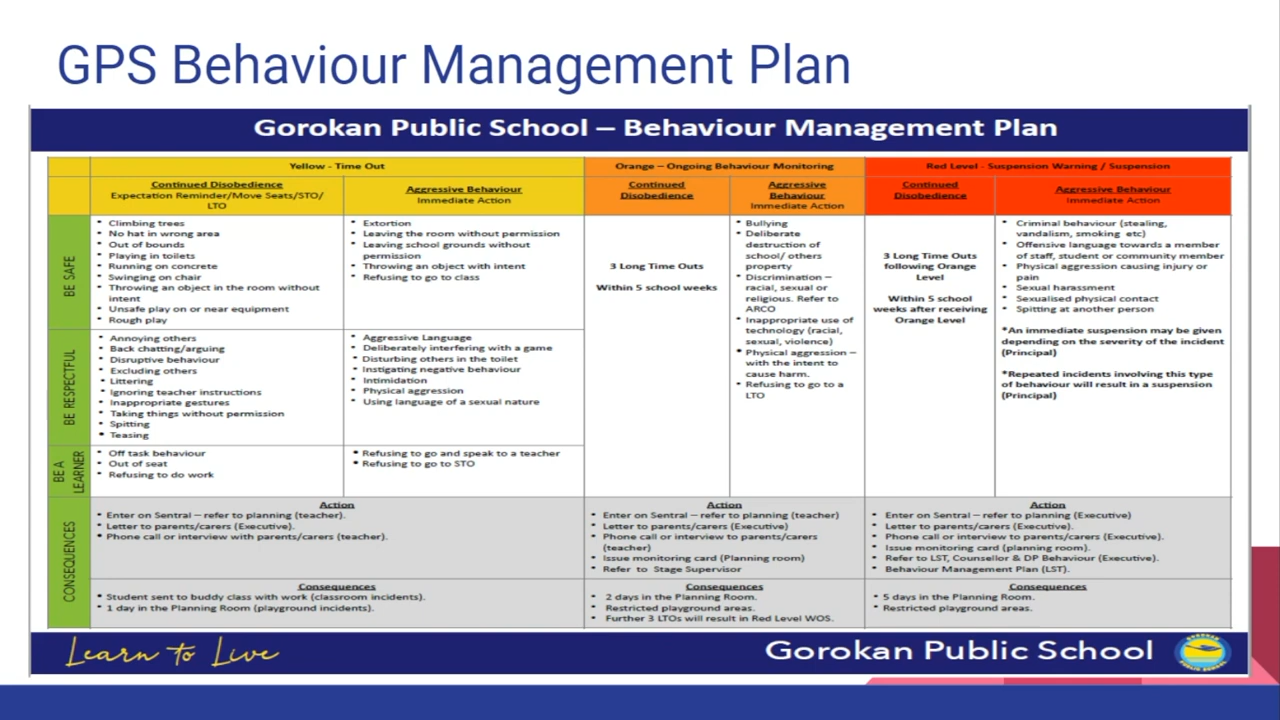 GPS Behaviour Management Plan
Gorokan Public School – Behaviour Management Plan
Yellow - Time Out
Orange – Ongoing Behaviour Monitoring
Red Level - Suspension Warning / Suspension
Continued Disobedience
Expectation Reminder/Move Seats/STO/
LTO
Aggressive Behaviour
Immediate Action
Continued
Disobedience
Aggressive
Behaviour
Immediate Action
Continued
Disobedience
Aggressive Behaviour
Immediate Action
BE SAFE
• Climbing trees
• No hat in wrong area
• Out of bounds
• Playing in toilets
• Running on concrete
• Swinging on chair
• Throwing an object in the room without
intent
• Unsafe play on or near equipment
• Rough play
• Extortion
• Leaving the room without permission
• Leaving school grounds without
permission
• Throwing an object with intent
• Refusing to go to class
3 Long Time Outs
Within 5 school weeks
• Bullying
• Deliberate
destruction of
school/ others
property
• Discrimination –
racial, sexual or
religious. Refer to
ARCO
• Inappropriate use of
technology (racial,
sexual, violence)
• Physical aggression –
with the intent to
cause harm.
• Refusing to go to a
LTO
3 Long Time Outs
following Orange
Level
Within 5 school
weeks after receiving
Orange Level
• Criminal behaviour (stealing,
vandalism, smoking etc)
• Offensive language towards a member
of staff, student or community member
• Physical aggression causing injury or
pain
• Sexual harassment
• Sexualised physical contact
• Spitting at another person
*An immediate suspension may be given
depending on the severity of the incident
(Principal)
*Repeated incidents involving this type
of behaviour will result in a suspension
(Principal)
BE RESPECTFUL
• Annoying others
• Back chatting/arguing
• Disruptive behaviour
• Excluding others
• Littering
• Ignoring teacher instructions
• Inappropriate gestures
• Taking things without permission
• Spitting
• Teasing
• Aggressive Language
• Deliberately interfering with a game
• Disturbing others in the toilet
• Instigating negative behaviour
• Intimidation
• Physical aggression
• Using language of a sexual nature
BE A
LEARNER
• Off task behaviour
• Out of seat
• Refusing to do work
• Refusing to go and speak to a teacher
• Refusing to go to STO
CONSEQUENCES
Action
• Enter on Sentral – refer to planning (teacher).
• Letter to parents/carers (Executive).
• Phone call or interview with parents/carers (teacher).
Action
• Enter on Sentral – refer to planning (teacher)
• Letter to parents/carers (Executive)
• Phone call or interview to parents/carers
(teacher)
• Issue monitoring card (Planning room)
• Refer to Stage Supervisor
Action
• Enter on Sentral – refer to planning (Executive)
• Letter to parents/carers (Executive).
• Phone call or interview to parents/carers (Executive).
• Issue monitoring card (planning room).
• Refer to LST, Counsellor & DP Behaviour (Executive).
• Behaviour Management Plan (LST).
Consequences
• Student sent to buddy class with work (classroom incidents).
• 1 day in the Planning Room (playground incidents).
Consequences
• 2 days in the Planning Room.
• Restricted playground areas.
• Further 3 LTOs will result in Red Level WOS.
Consequences
• 5 days in the Planning Room.
• Restricted playground areas.
Learn to Live
Gorokan Public School
GOROKAN
PUBLIC SCHOOL